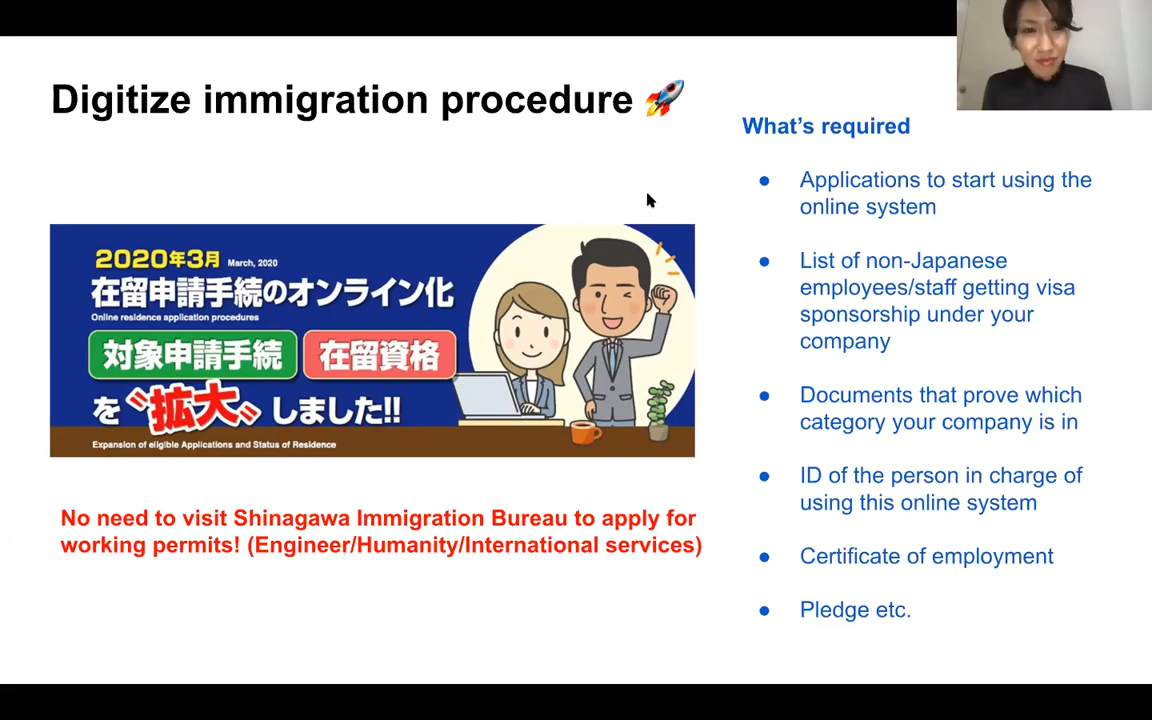 Digitize immigration procedure 🚀
2020年3月 March, 2020
在留申請手続のオンライン化
Online residence application procedures
対象申請手続 在留資格
を〝拡大〟しました!!
Expansion of eligible Applications and Status of Residence
No need to visit Shinagawa Immigration Bureau to apply for
working permits! (Engineer/Humanity/International services)
What's required
● Applications to start using the
online system
● List of non-Japanese
employees/staff getting visa
sponsorship under your
company
● Documents that prove which
category your company is in
● ID of the person in charge of
using this online system
● Certificate of employment
● Pledge etc.